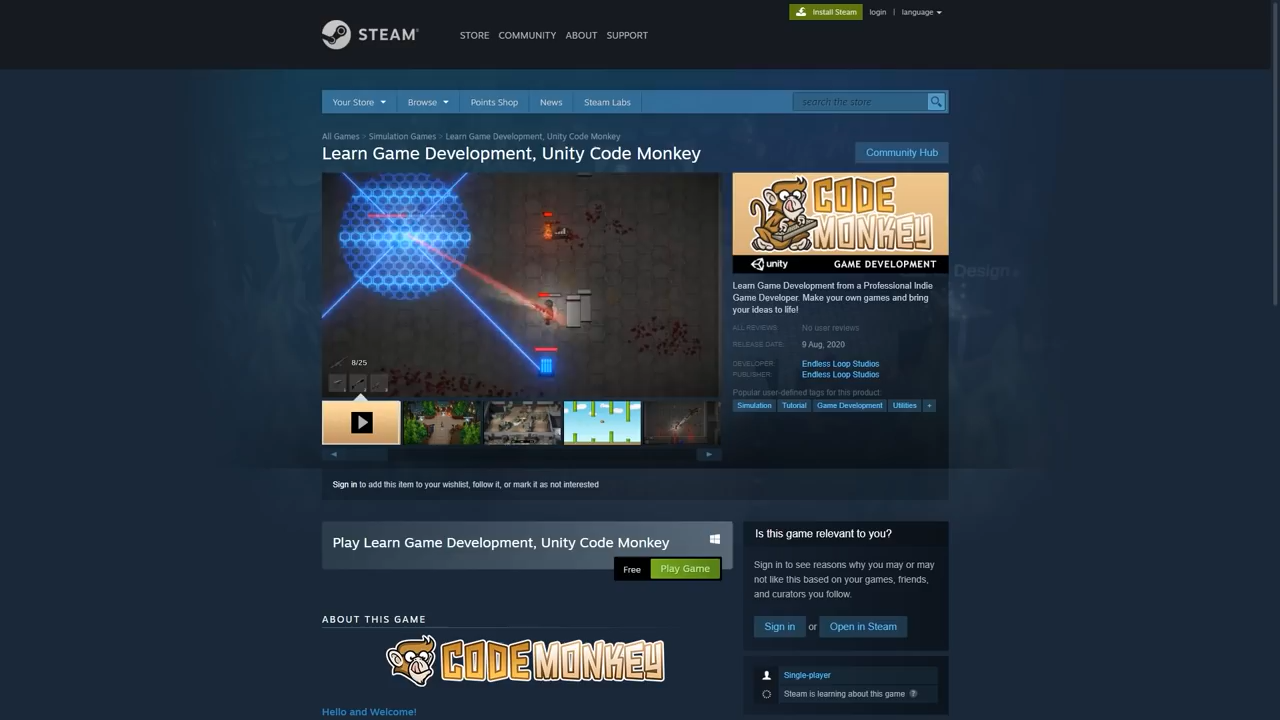 Install Steam
login | language
STEAM®
STORE COMMUNITY ABOUT SUPPORT
Your Store Browse Points Shop News Steam Labs
search the store
All Games > Simulation Games > Learn Game Development, Unity Code Monkey
Learn Game Development, Unity Code Monkey
Community Hub
8/25
CODE
MONKEY
unity GAME DEVELOPMENT
Design
Learn Game Development from a Professional Indie
Game Developer. Make your own games and bring
your ideas to life!
ALL REVIEWS: No user reviews
RELEASE DATE: 9 Aug, 2020
DEVELOPER: Endless Loop Studios
PUBLISHER: Endless Loop Studios
Popular user-defined tags for this product:
Simulation Tutorial Game Development Utilities +
Sign in to add this item to your wishlist, follow it, or mark it as not interested
Play Learn Game Development, Unity Code Monkey
Free Play Game
ABOUT THIS GAME
CODE MONKEY
Hello and Welcome!
Is this game relevant to you?
Sign in to see reasons why you may or may
not like this based on your games, friends,
and curators you follow.
Sign in or Open in Steam
Single-player
Steam is learning about this game ?